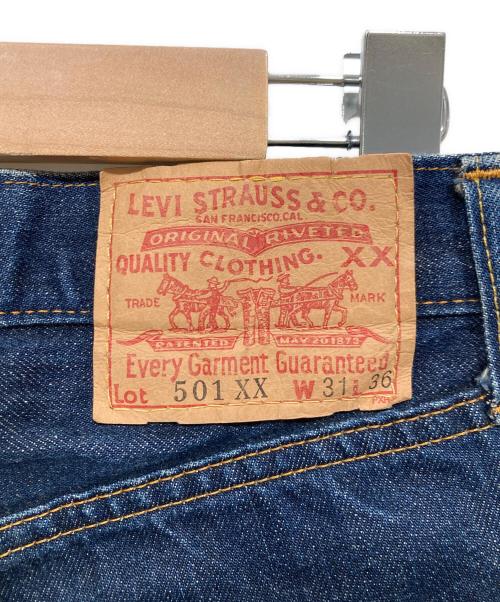 LEVI STRAUSS & CO.
SAN FRANCISCO, CAL
ORIGINAL RIVETED
QUALITY CLOTHING. XX
TRADE MARK
PATENTED MAY 20 1873
Every Garment Guaranteed
Lot 501 XX W 31 L 36